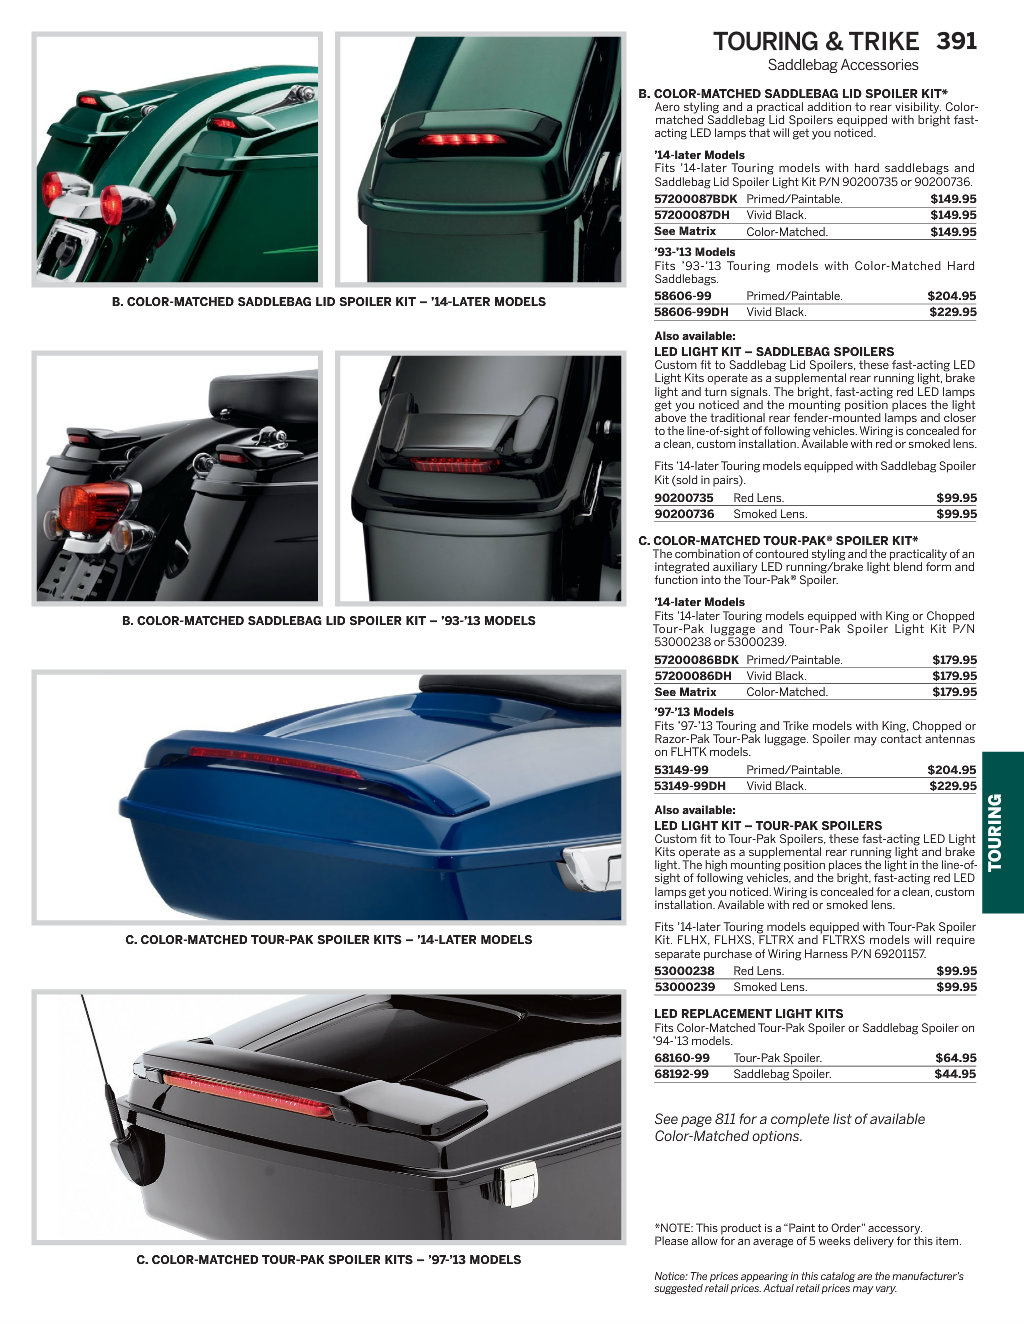 TOURING & TRIKE 391
Saddlebag Accessories
B. COLOR-MATCHED SADDLEBAG LID SPOILER KIT – ’14-LATER MODELS
B. COLOR-MATCHED SADDLEBAG LID SPOILER KIT – ’93-’13 MODELS
C. COLOR-MATCHED TOUR-PAK SPOILER KITS – ’14-LATER MODELS
C. COLOR-MATCHED TOUR-PAK SPOILER KITS – ’97-’13 MODELS
B. COLOR-MATCHED SADDLEBAG LID SPOILER KIT*
Aero styling and a practical addition to rear visibility. Color-
matched Saddlebag Lid Spoilers equipped with bright fast-
acting LED lamps that will get you noticed.
’14-later Models
Fits ’14-later Touring models with hard saddlebags and
Saddlebag Lid Spoiler Light Kit P/N 90200735 or 90200736.
57200087BDK Primed/Paintable. $149.95
57200087DH Vivid Black. $149.95
See Matrix Color-Matched. $149.95
’93-’13 Models
Fits ’93-’13 Touring models with Color-Matched Hard
Saddlebags.
58606-99 Primed/Paintable. $204.95
58606-99DH Vivid Black. $229.95
Also available:
LED LIGHT KIT – SADDLEBAG SPOILERS
Custom fit to Saddlebag Lid Spoilers, these fast-acting LED
Light Kits operate as a supplemental rear running light, brake
light and turn signals. The bright, fast-acting red LED lamps
get you noticed and the mounting position places the light
above the traditional rear fender-mounted lamps and closer
to the line-of-sight of following vehicles. Wiring is concealed for
a clean, custom installation. Available with red or smoked lens.
Fits ’14-later Touring models equipped with Saddlebag Spoiler
Kit (sold in pairs).
90200735 Red Lens. $99.95
90200736 Smoked Lens. $99.95
C. COLOR-MATCHED TOUR-PAK® SPOILER KIT*
The combination of contoured styling and the practicality of an
integrated auxiliary LED running/brake light blend form and
function into the Tour-Pak® Spoiler.
’14-later Models
Fits ’14-later Touring models equipped with King or Chopped
Tour-Pak luggage and Tour-Pak Spoiler Light Kit P/N
53000238 or 53000239.
57200086BDK Primed/Paintable. $179.95
57200086DH Vivid Black. $179.95
See Matrix Color-Matched. $179.95
’97-’13 Models
Fits ’97-’13 Touring and Trike models with King, Chopped or
Razor-Pak Tour-Pak luggage. Spoiler may contact antennas
on FLHTK models.
53149-99 Primed/Paintable. $204.95
53149-99DH Vivid Black. $229.95
Also available:
LED LIGHT KIT – TOUR-PAK SPOILERS
Custom fit to Tour-Pak Spoilers, these fast-acting LED Light
Kits operate as a supplemental rear running light and brake
light. The high mounting position places the light in the line-of-
sight of following vehicles, and the bright, fast-acting red LED
lamps get you noticed. Wiring is concealed for a clean, custom
installation. Available with red or smoked lens.
Fits ’14-later Touring models equipped with Tour-Pak Spoiler
Kit. FLHX, FLHXS, FLTRX and FLTRXS models will require
separate purchase of Wiring Harness P/N 69201157.
53000238 Red Lens. $99.95
53000239 Smoked Lens. $99.95
LED REPLACEMENT LIGHT KITS
Fits Color-Matched Tour-Pak Spoiler or Saddlebag Spoiler on
’94-’13 models.
68160-99 Tour-Pak Spoiler. $64.95
68192-99 Saddlebag Spoiler. $44.95
See page 811 for a complete list of available
Color-Matched options.
*NOTE: This product is a “Paint to Order” accessory.
Please allow for an average of 5 weeks delivery for this item.
Notice: The prices appearing in this catalog are the manufacturer’s
suggested retail prices. Actual retail prices may vary.
TOURING